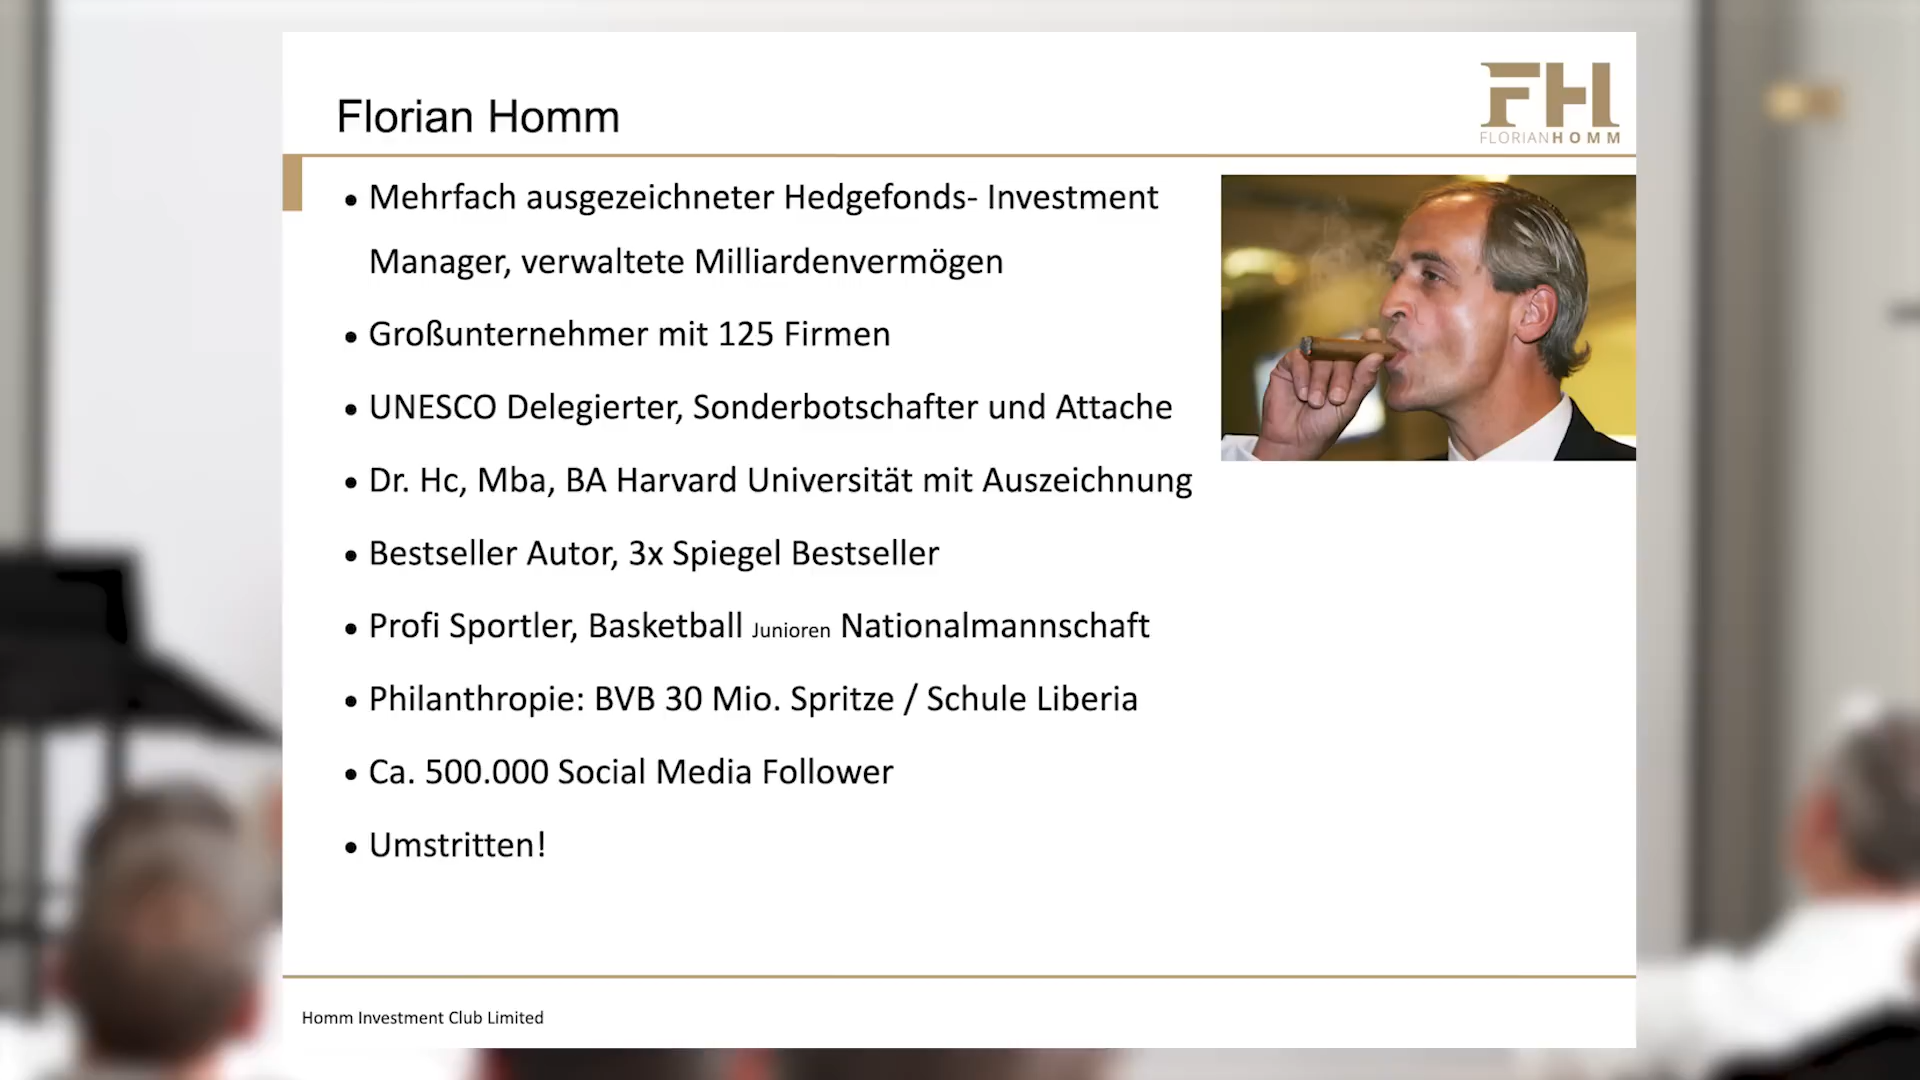 Florian Homm
FH
FLORIANHOMM
• Mehrfach ausgezeichneter Hedgefonds- Investment
Manager, verwaltete Milliardenvermögen
• Großunternehmer mit 125 Firmen
• UNESCO Delegierter, Sonderbotschafter und Attache
• Dr. Hc, Mba, BA Harvard Universität mit Auszeichnung
• Bestseller Autor, 3x Spiegel Bestseller
• Profi Sportler, Basketball Junioren Nationalmannschaft
• Philanthropie: BVB 30 Mio. Spritze / Schule Liberia
• Ca. 500.000 Social Media Follower
• Umstritten!
Homm Investment Club Limited